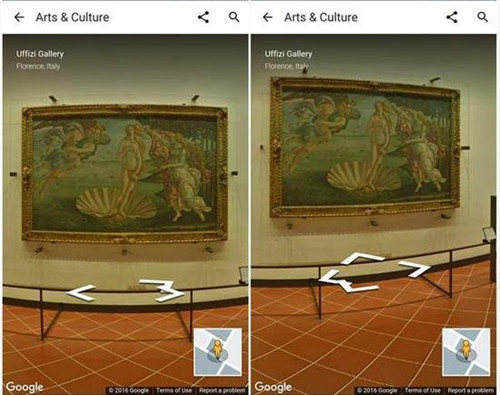 Arts & Culture
Uffizi Gallery
Florence, Italy
Google
© 2016 Google
Terms of Use
Report a problem
Arts & Culture
Uffizi Gallery
Florence, Italy
Google
© 2016 Google
Terms of Use
Report a problem